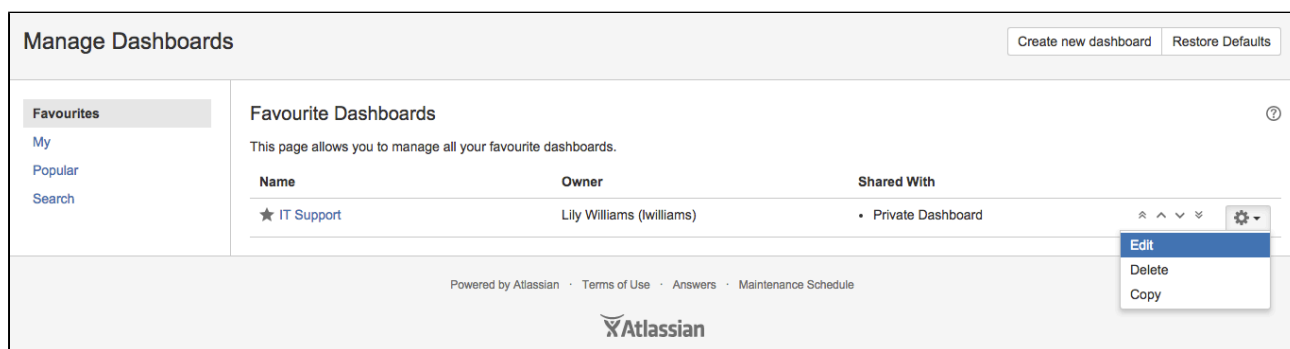 Manage Dashboards
Create new dashboard
Restore Defaults
Favourites
My
Popular
Search
Favourite Dashboards
This page allows you to manage all your favourite dashboards.
Name Owner Shared With
IT Support Lily Williams (lwilliams) • Private Dashboard
Edit
Delete
Copy
Powered by Atlassian · Terms of Use · Answers · Maintenance Schedule
Atlassian